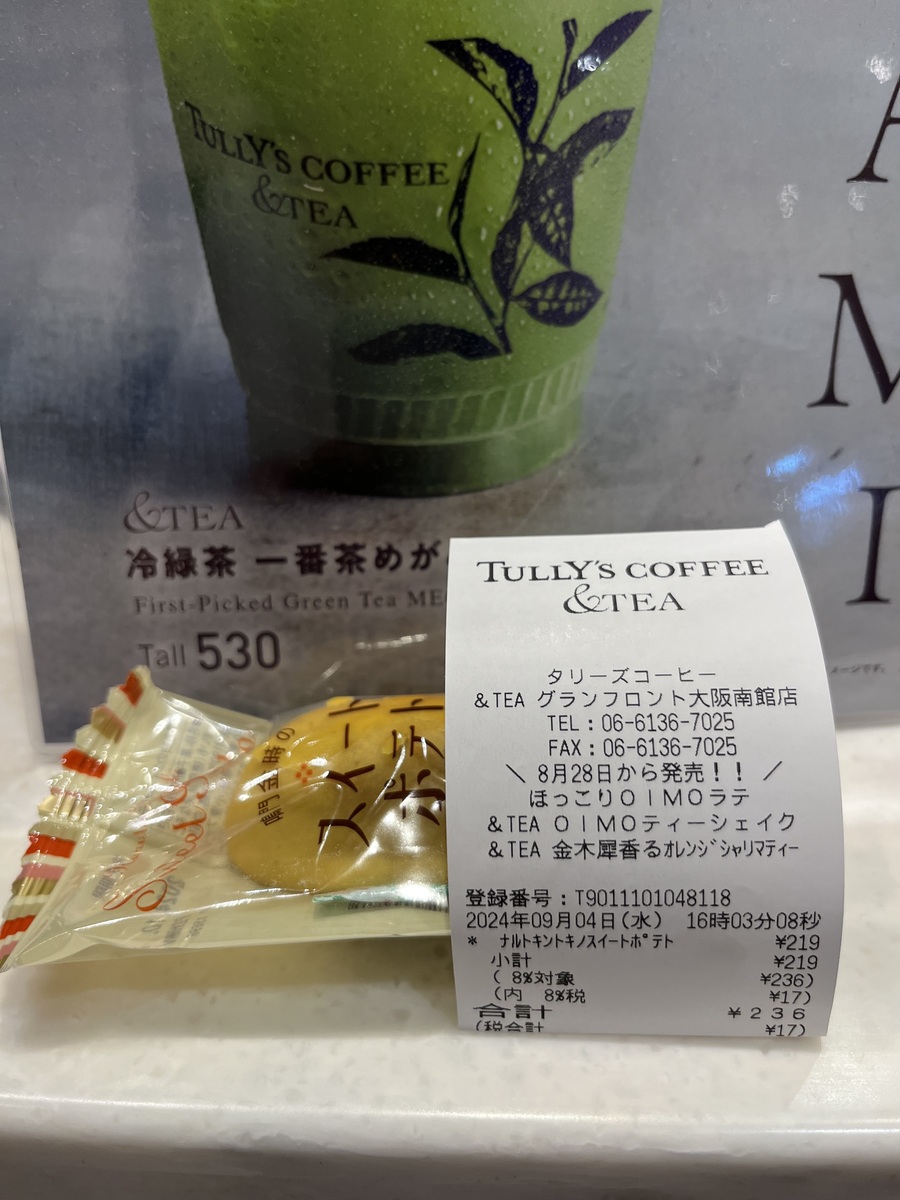 TULLY'S COFFEE
&TEA
A
M
&TEA
冷緑茶 一番茶めが
First-Picked Green Tea ME
Tall 530
鳴門金時の
スイート
ポテト
Sweet
TULLY'S COFFEE
&TEA
タリーズコーヒー
&TEA グランフロント大阪南館店
TEL:06-6136-7025
FAX:06-6136-7025
＼ 8月28日から発売!! ／
ほっこりOIMOラテ
&TEA OIMOティーシェイク
&TEA 金木犀香るｵﾚﾝｼﾞｼｬﾘﾏﾃｨｰ
登録番号:T9011101048118
2024年09月04日(水) 16時03分08秒
* ﾅﾙﾄｷﾝﾄｷﾉｽｲｰﾄﾎﾟﾃﾄ ¥219
小計 ¥219
( 8%対象 ¥236)
(内 8%税 ¥17)
合計 ¥236
(税合計 ¥17)